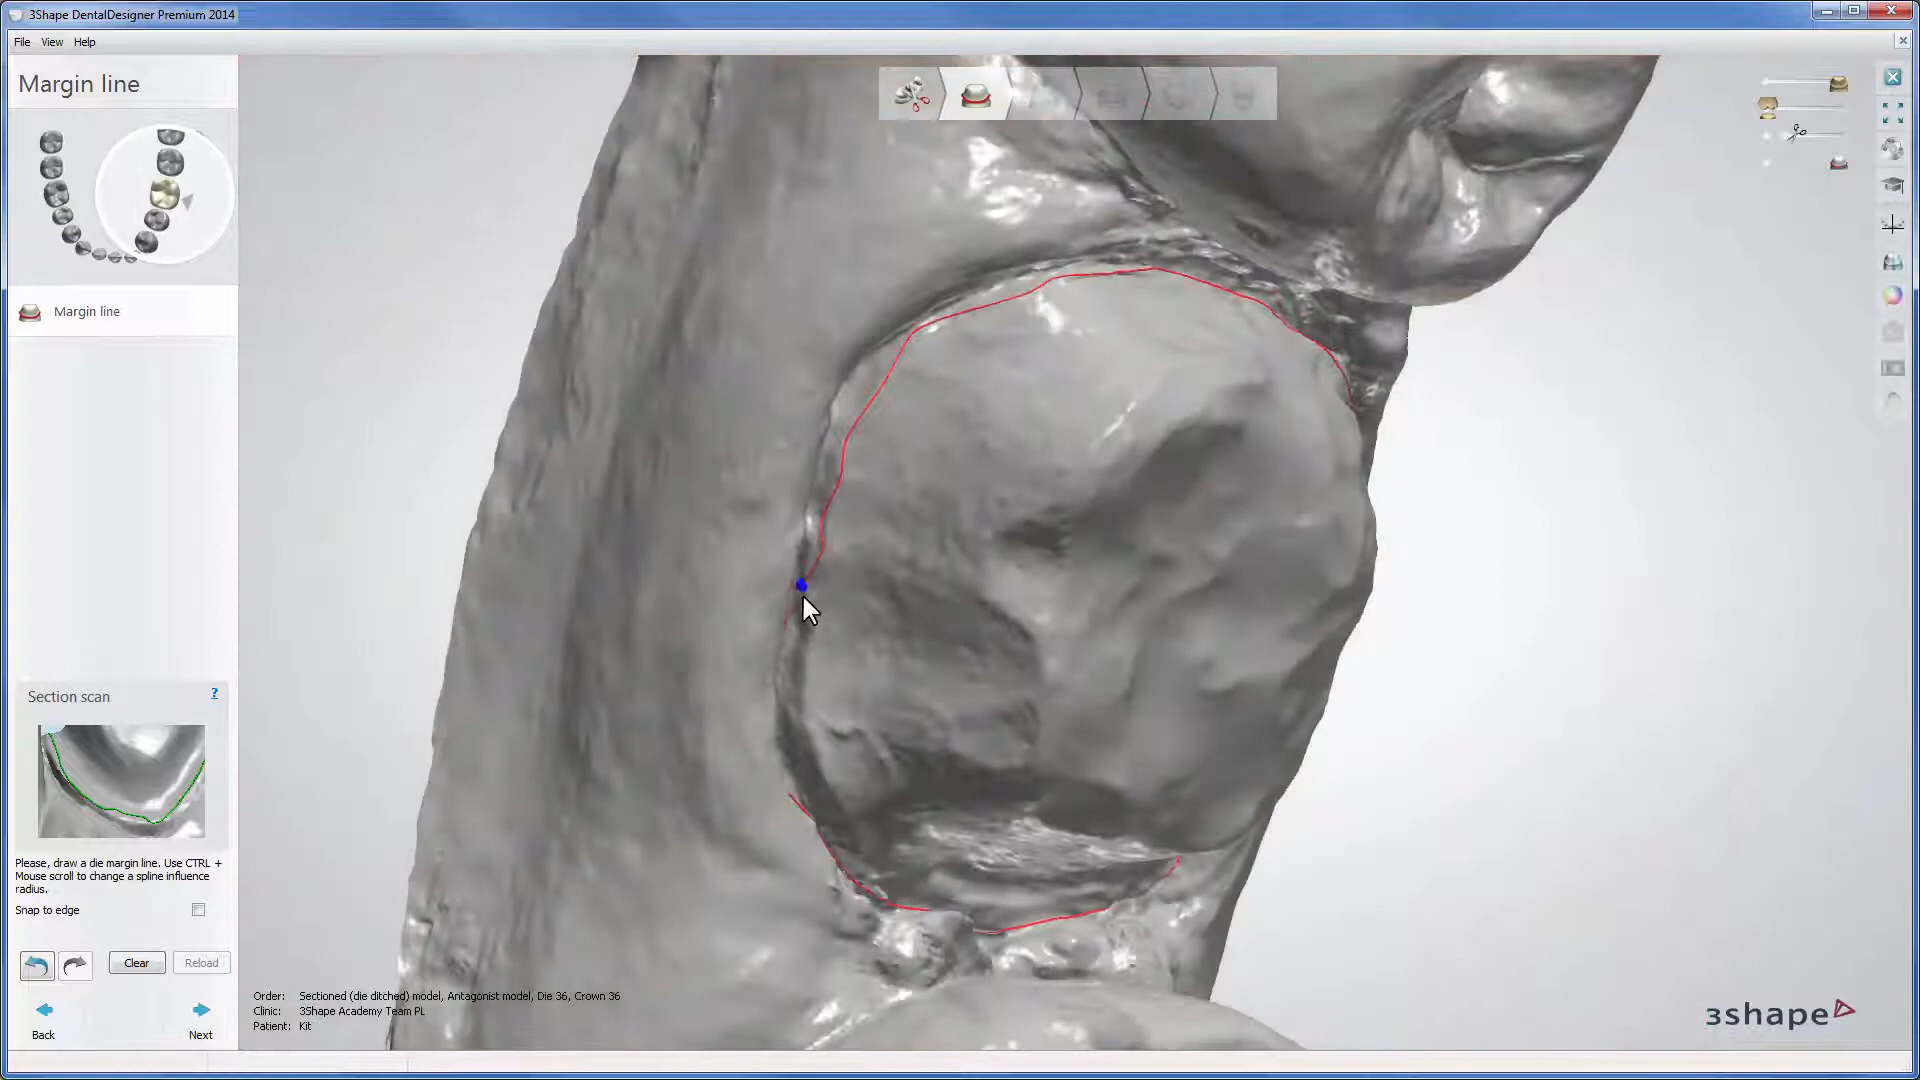 3Shape DentalDesigner Premium 2014
File View Help
Margin line
Margin line
Section scan ?
Please, draw a die margin line. Use CTRL +
Mouse scroll to change a spline influence
radius.
Snap to edge
Clear Reload
Back Next
Order: Sectioned (die ditched) model, Antagonist model, Die 36, Crown 36
Clinic: 3Shape Academy Team PL
Patient: Kit
3shape